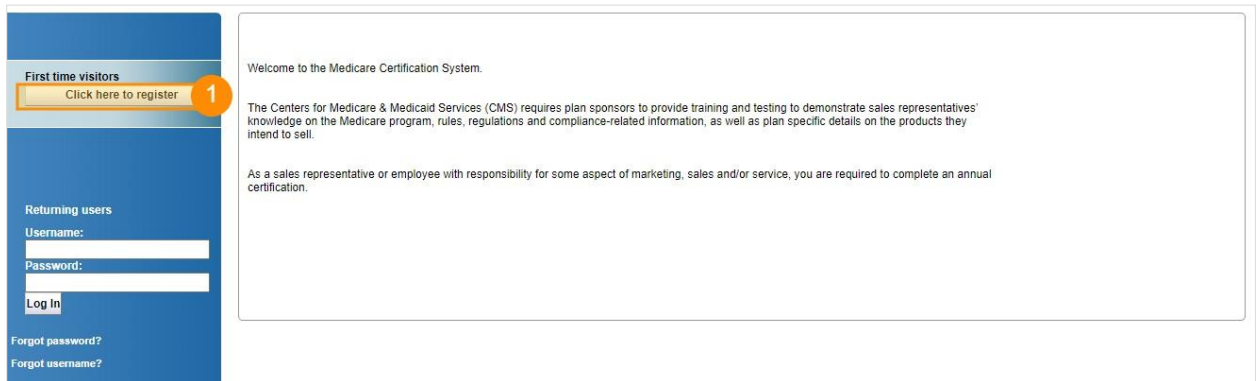 First time visitors
Click here to register
1
Returning users
Username:
Password:
Log In
Forgot password?
Forgot username?
Welcome to the Medicare Certification System.
The Centers for Medicare & Medicaid Services (CMS) requires plan sponsors to provide training and testing to demonstrate sales representatives'
knowledge on the Medicare program, rules, regulations and compliance-related information, as well as plan specific details on the products they
intend to sell.
As a sales representative or employee with responsibility for some aspect of marketing, sales and/or service, you are required to complete an annual
certification.